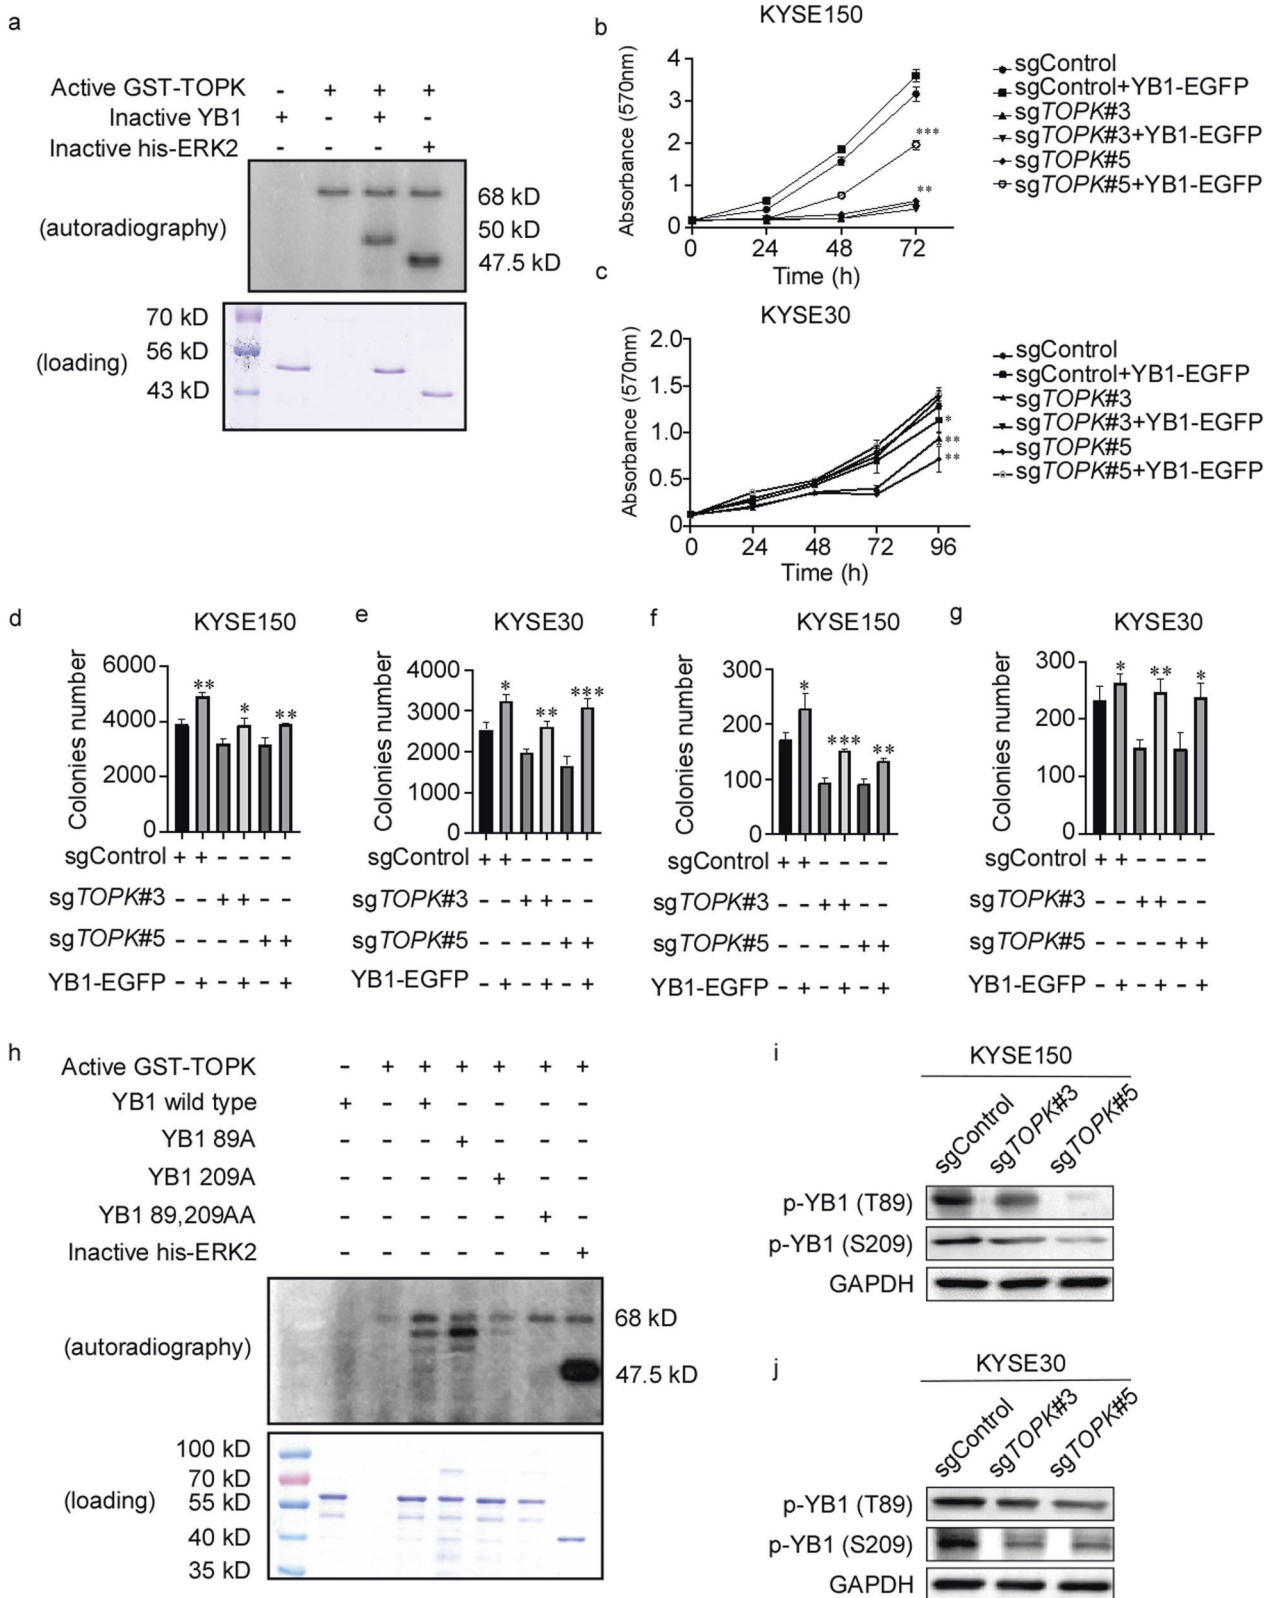 a
Active GST-TOPK - + + +
Inactive YB1 + - + -
Inactive his-ERK2 - - - +
(autoradiography)
68 kD
50 kD
47.5 kD
(loading)
70 kD
56 kD
43 kD
b
KYSE150
Absorbance (570nm)
4
3
2
1
0
0 24 48 72
Time (h)
***
**
sgControl
sgControl+YB1-EGFP
sgTOPK#3
sgTOPK#3+YB1-EGFP
sgTOPK#5
sgTOPK#5+YB1-EGFP
c
KYSE30
Absorbance (570nm)
2.0
1.5
1.0
0.5
0
0 24 48 72 96
Time (h)
*
**
**
sgControl
sgControl+YB1-EGFP
sgTOPK#3
sgTOPK#3+YB1-EGFP
sgTOPK#5
sgTOPK#5+YB1-EGFP
d
KYSE150
Colonies number
6000
4000
2000
0
** * **
sgControl + + - - - -
sgTOPK#3 - - + + - -
sgTOPK#5 - - - - + +
YB1-EGFP - + - + - +
e
KYSE30
Colonies number
4000
3000
2000
1000
0
* ** ***
sgControl + + - - - -
sgTOPK#3 - - + + - -
sgTOPK#5 - - - - + +
YB1-EGFP - + - + - +
f
KYSE150
Colonies number
300
200
100
0
* *** **
sgControl + + - - - -
sgTOPK#3 - - + + - -
sgTOPK#5 - - - - + +
YB1-EGFP - + - + - +
g
KYSE30
Colonies number
300
200
100
0
* ** *
sgControl + + - - - -
sgTOPK#3 - - + + - -
sgTOPK#5 - - - - + +
YB1-EGFP - + - + - +
h
Active GST-TOPK - + + + + + +
YB1 wild type + - + - - - -
YB1 89A - - - + - - -
YB1 209A - - - - + - -
YB1 89,209AA - - - - - + -
Inactive his-ERK2 - - - - - - +
(autoradiography)
68 kD
47.5 kD
(loading)
100 kD
70 kD
55 kD
40 kD
35 kD
i
KYSE150
sgControl sgTOPK#3 sgTOPK#5
p-YB1 (T89)
p-YB1 (S209)
GAPDH
j
KYSE30
sgControl sgTOPK#3 sgTOPK#5
p-YB1 (T89)
p-YB1 (S209)
GAPDH